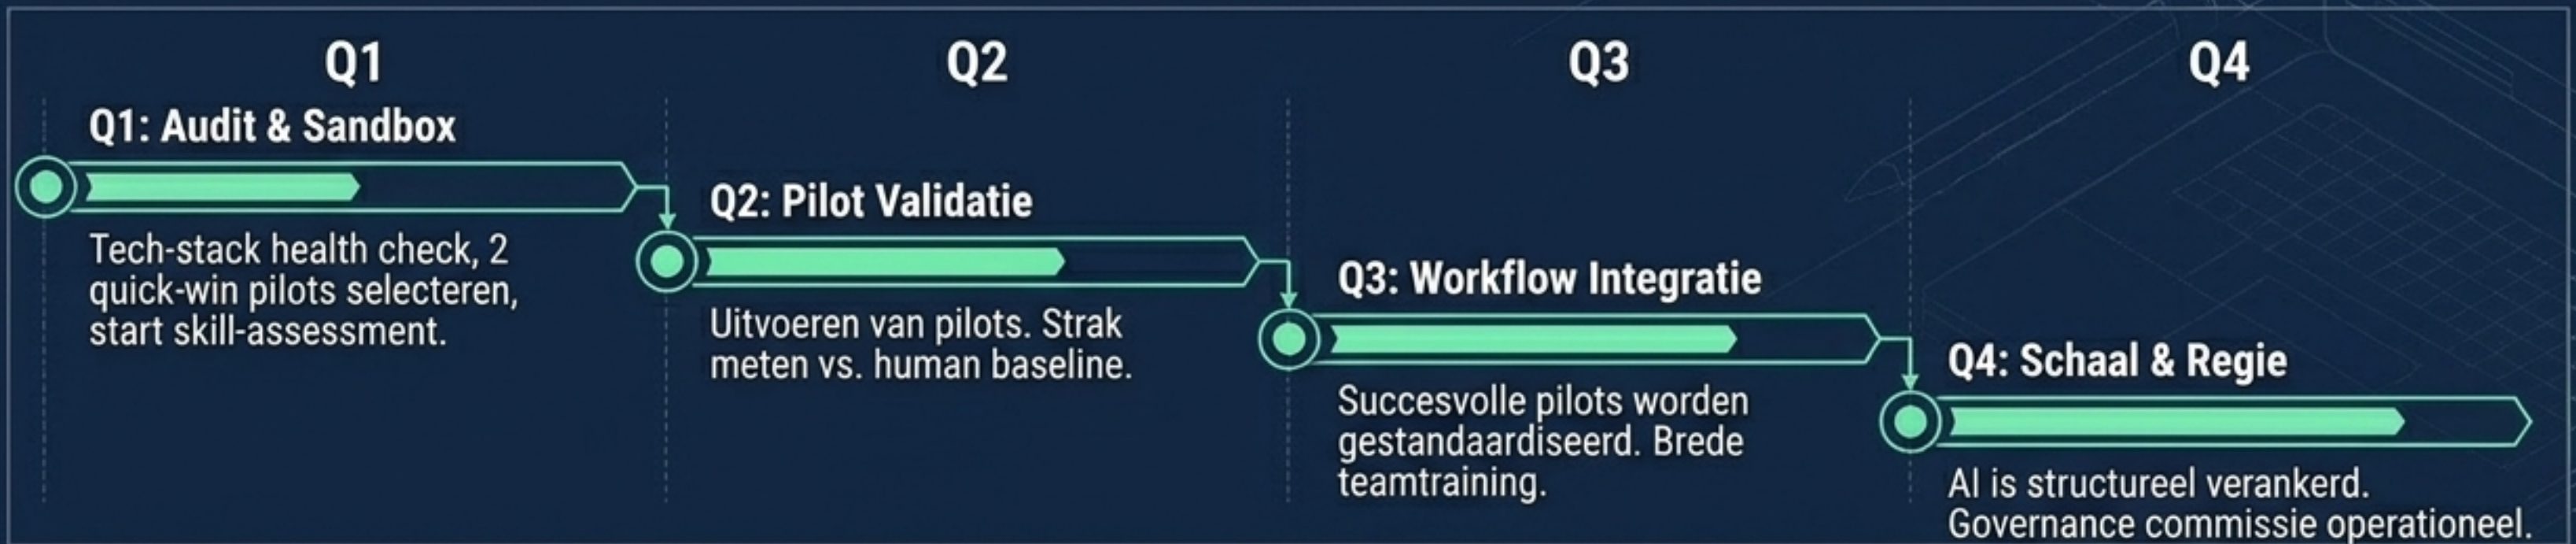 Q1
Q2
Q3
Q4
Q1: Audit & Sandbox
Tech-stack health check, 2
quick-win pilots selecteren,
start skill-assessment.
Q2: Pilot Validatie
Uitvoeren van pilots. Strak
meten vs. human baseline.
Q3: Workflow Integratie
Succesvolle pilots worden
gestandaardiseerd. Brede
teamtraining.
Q4: Schaal & Regie
AI is structureel verankerd.
Governance commissie operationeel.